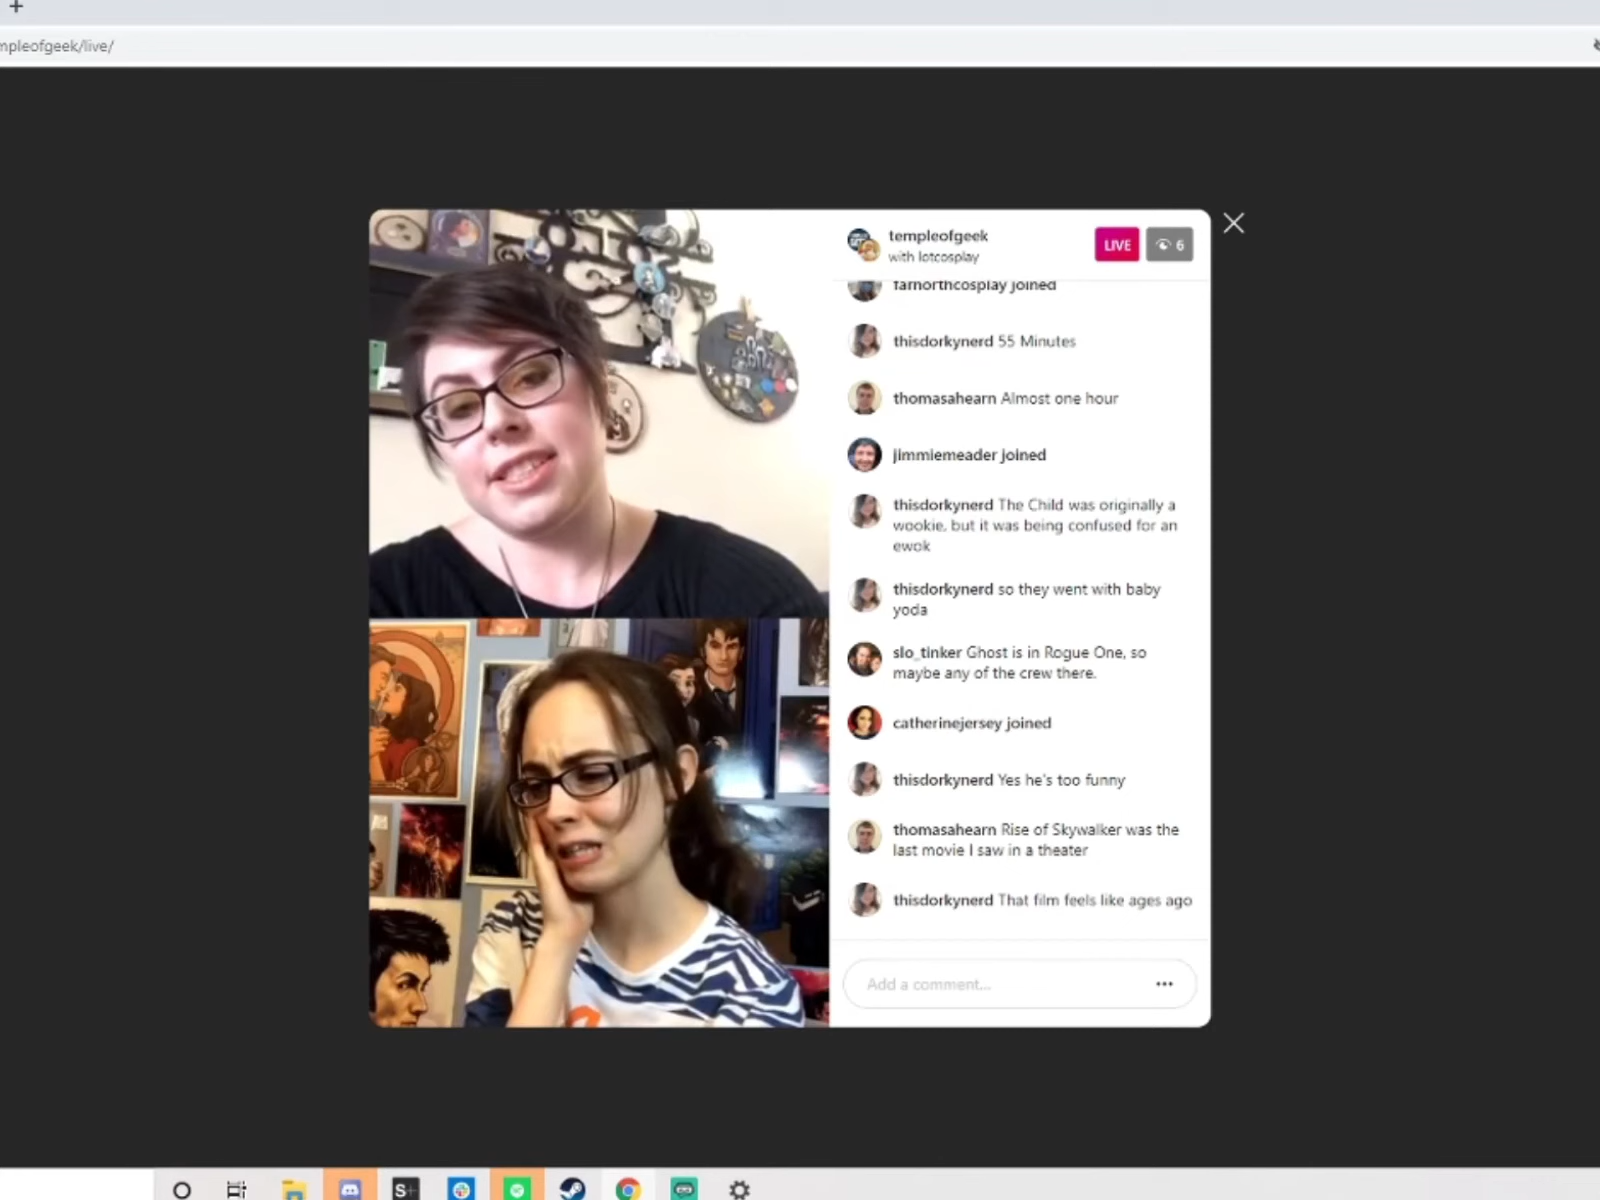 mpleofgeek/live/
templeofgeek
with lotcosplay
LIVE
6
farnorthcosplay joined
thisdorkynerd 55 Minutes
thomasahearn Almost one hour
jimmiemeader joined
thisdorkynerd The Child was originally a
wookie, but it was being confused for an
ewok
thisdorkynerd so they went with baby
yoda
slo_tinker Ghost is in Rogue One, so
maybe any of the crew there.
catherinejersey joined
thisdorkynerd Yes he's too funny
thomasahearn Rise of Skywalker was the
last movie I saw in a theater
thisdorkynerd That film feels like ages ago
Add a comment...
S+